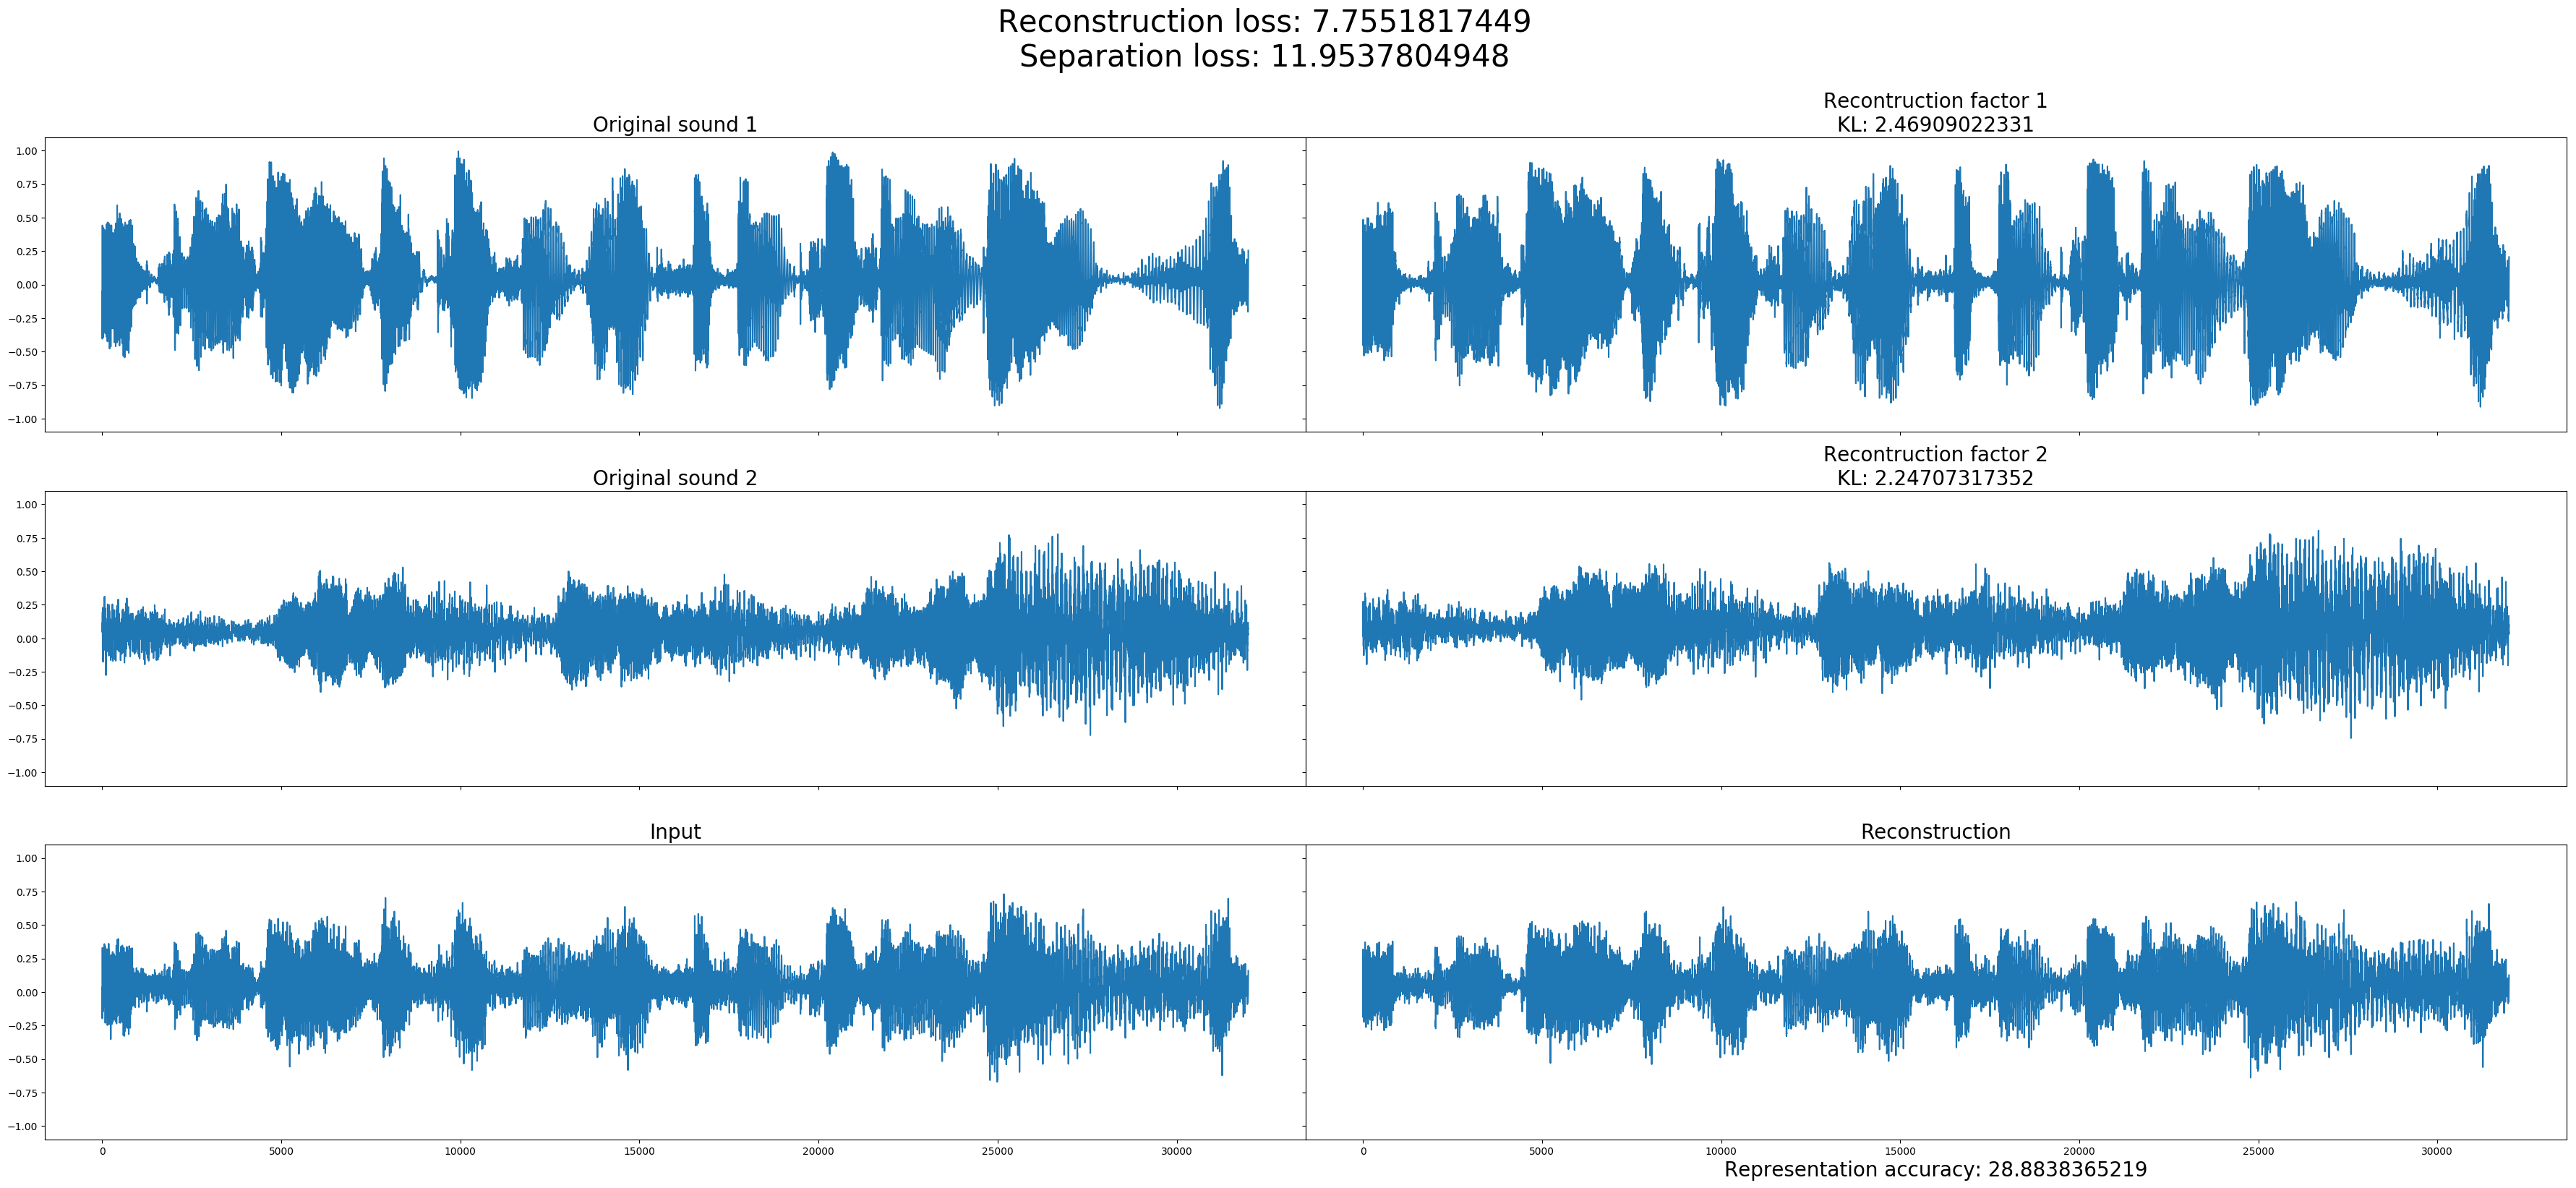 Reconstruction loss: 7.7551817449
Separation loss: 11.9537804948
Original sound 1
Recontruction factor 1
KL: 2.46909022331
1.00
0.75
0.50
0.25
0.00
−0.25
−0.50
−0.75
−1.00
Original sound 2
Recontruction factor 2
KL: 2.24707317352
1.00
0.75
0.50
0.25
0.00
−0.25
−0.50
−0.75
−1.00
Input
Reconstruction
1.00
0.75
0.50
0.25
0.00
−0.25
−0.50
−0.75
−1.00
0 5000 10000 15000 20000 25000 30000
0 5000 10000 15000 20000 25000 30000
Representation accuracy: 28.8838365219